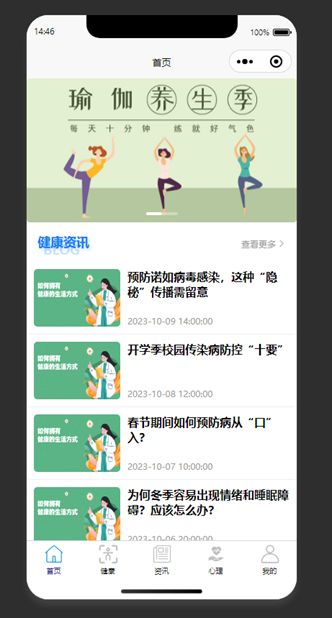 14:46
100%
首页
瑜伽养生季
每天十分钟 练就好气色
健康资讯
BLOG
查看更多
如何拥有
健康的生活方式
预防诺如病毒感染，这种“隐
秘”传播需留意
2023-10-09 14:00:00
如何拥有
健康的生活方式
开学季校园传染病防控“十要”
2023-10-08 12:00:00
如何拥有
健康的生活方式
春节期间如何预防病从“口”
入？
2023-10-07 10:00:00
如何拥有
健康的生活方式
为何冬季容易出现情绪和睡眠障
碍？应该怎么办？
2023-10-06 20:00:00
首页
健康
资讯
心理
我的